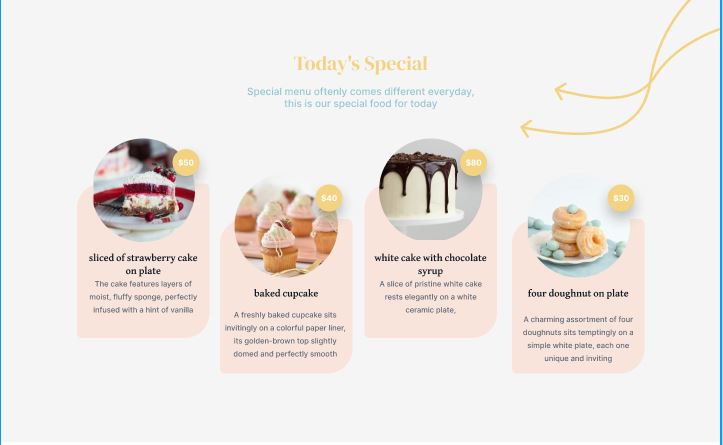 Today's Special
Special menu oftenly comes different everyday,
this is our special food for today
$50
sliced of strawberry cake
on plate
The cake features layers of
moist, fluffy sponge, perfectly
infused with a hint of vanilla
$40
baked cupcake
A freshly baked cupcake sits
invitingly on a colorful paper liner,
its golden-brown top slightly
domed and perfectly smooth
$80
white cake with chocolate
syrup
A slice of pristine white cake
rests elegantly on a white
ceramic plate,
$30
four doughnut on plate
A charming assortment of four
doughnuts sits temptingly on a
simple white plate, each one
unique and inviting